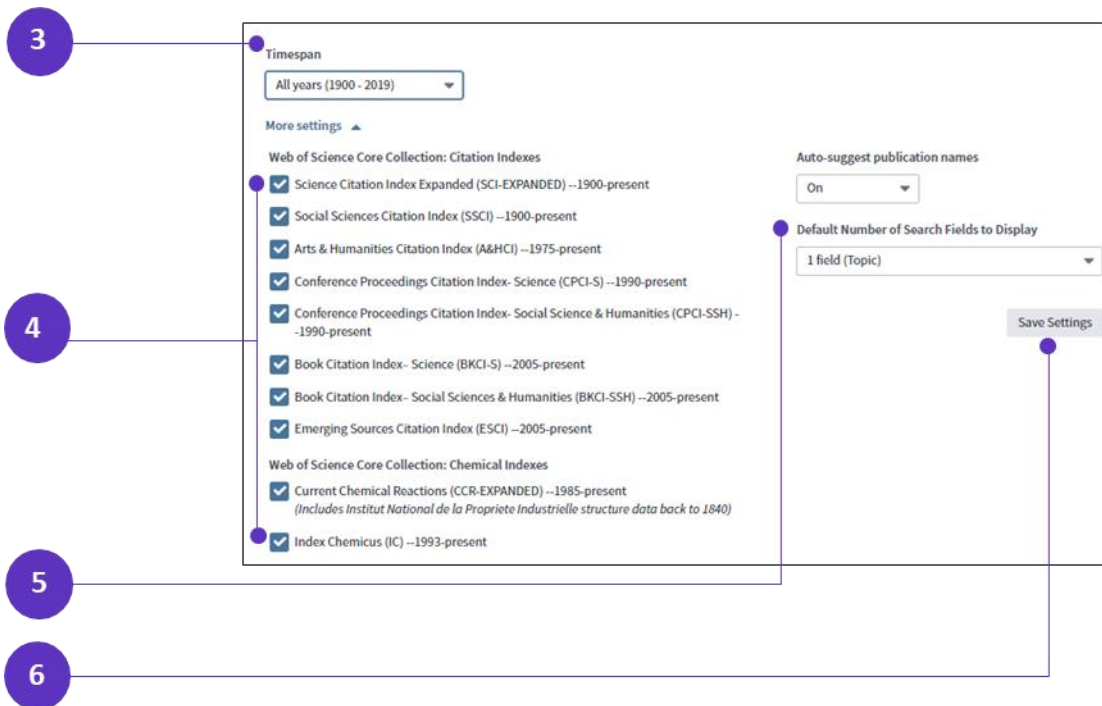 3
Timespan
All years (1900 - 2019)
More settings
Web of Science Core Collection: Citation Indexes
Science Citation Index Expanded (SCI-EXPANDED) --1900-present
Social Sciences Citation Index (SSCI) --1900-present
Arts & Humanities Citation Index (A&HCI) --1975-present
Conference Proceedings Citation Index- Science (CPCI-S) --1990-present
Conference Proceedings Citation Index- Social Science & Humanities (CPCI-SSH) -
-1990-present
Book Citation Index– Science (BKCI-S) --2005-present
Book Citation Index– Social Sciences & Humanities (BKCI-SSH) --2005-present
Emerging Sources Citation Index (ESCI) --2005-present
Web of Science Core Collection: Chemical Indexes
Current Chemical Reactions (CCR-EXPANDED) --1985-present
(Includes Institut National de la Propriete Industrielle structure data back to 1840)
Index Chemicus (IC) --1993-present
Auto-suggest publication names
On
Default Number of Search Fields to Display
1 field (Topic)
Save Settings
4
5
6